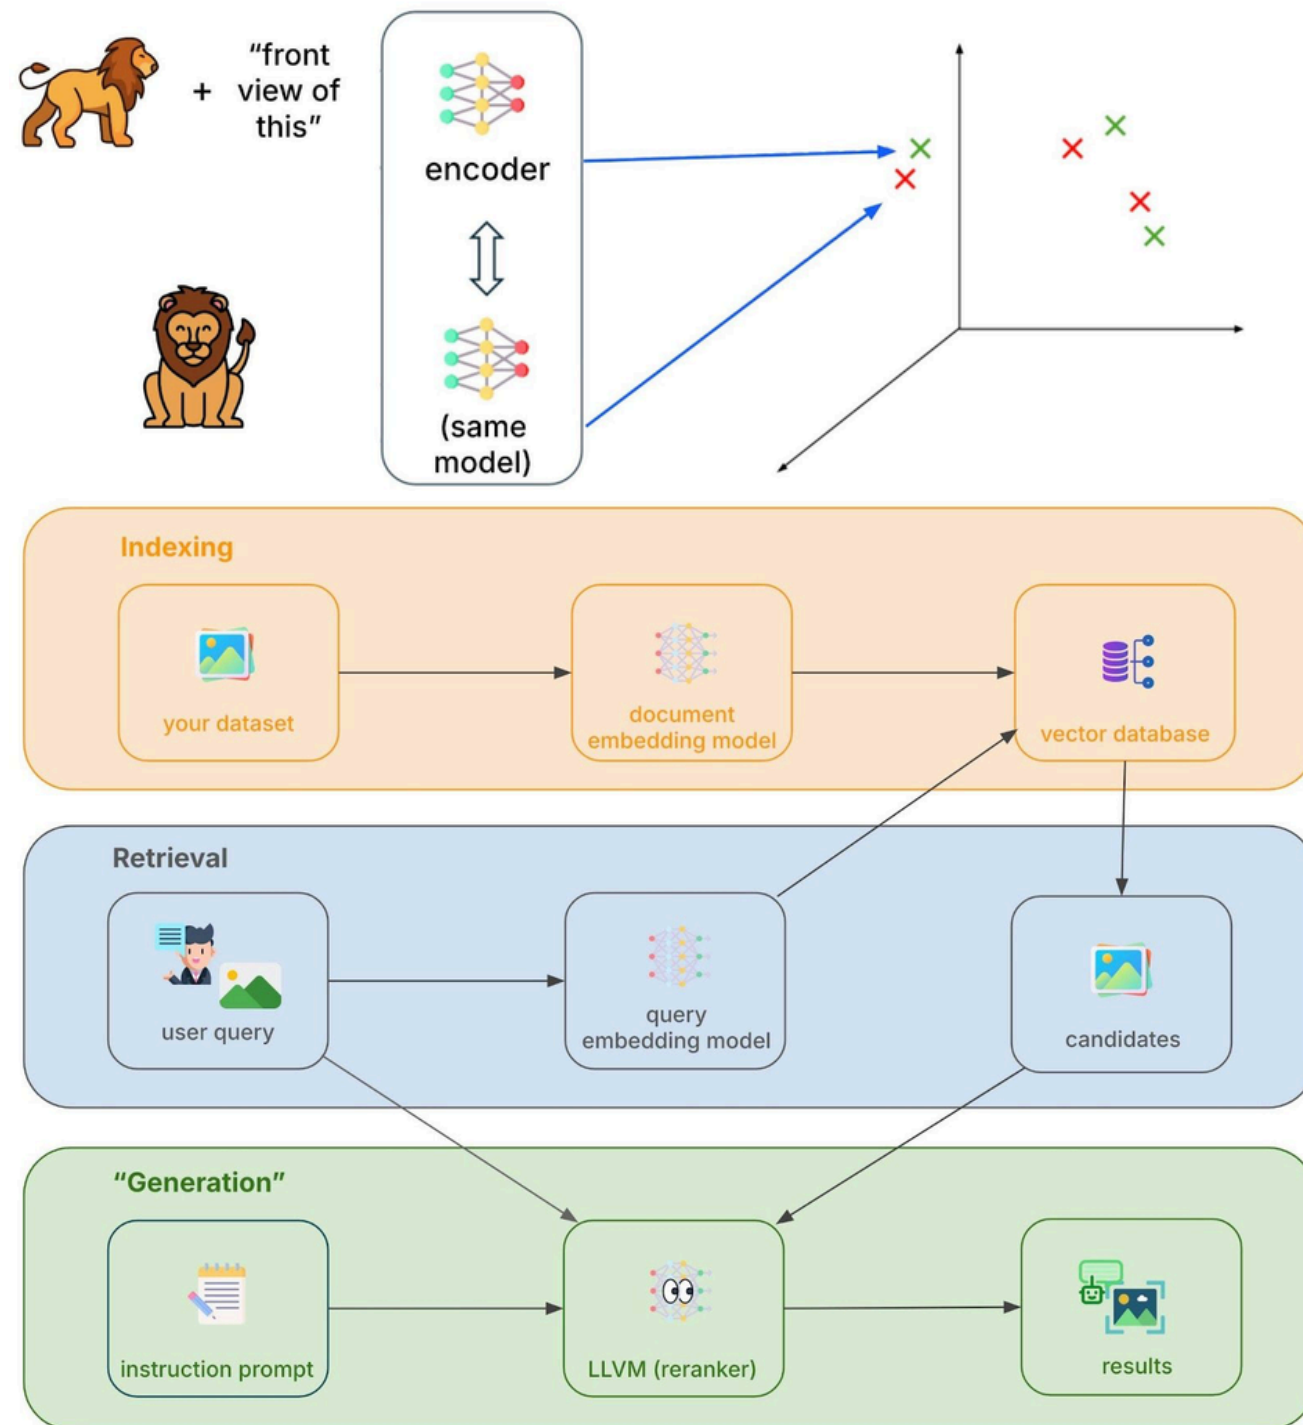 “front
view of
this”
+
encoder
(same
model)
Indexing
your dataset
document
embedding model
vector database
Retrieval
user query
query
embedding model
candidates
“Generation”
instruction prompt
LLVM (reranker)
results